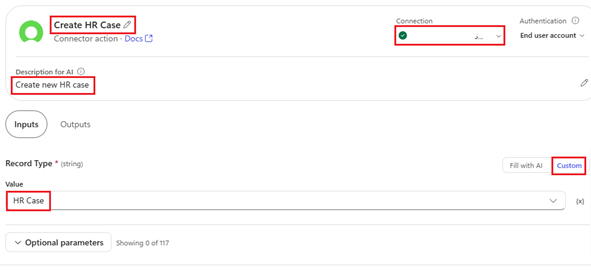 Create HR Case
Connector action · Docs
Connection
Authentication
End user account
Description for AI
Create new HR case
Inputs
Outputs
Record Type * (string)
Fill with AI
Custom
Value
HR Case
{x}
Optional parameters
Showing 0 of 117